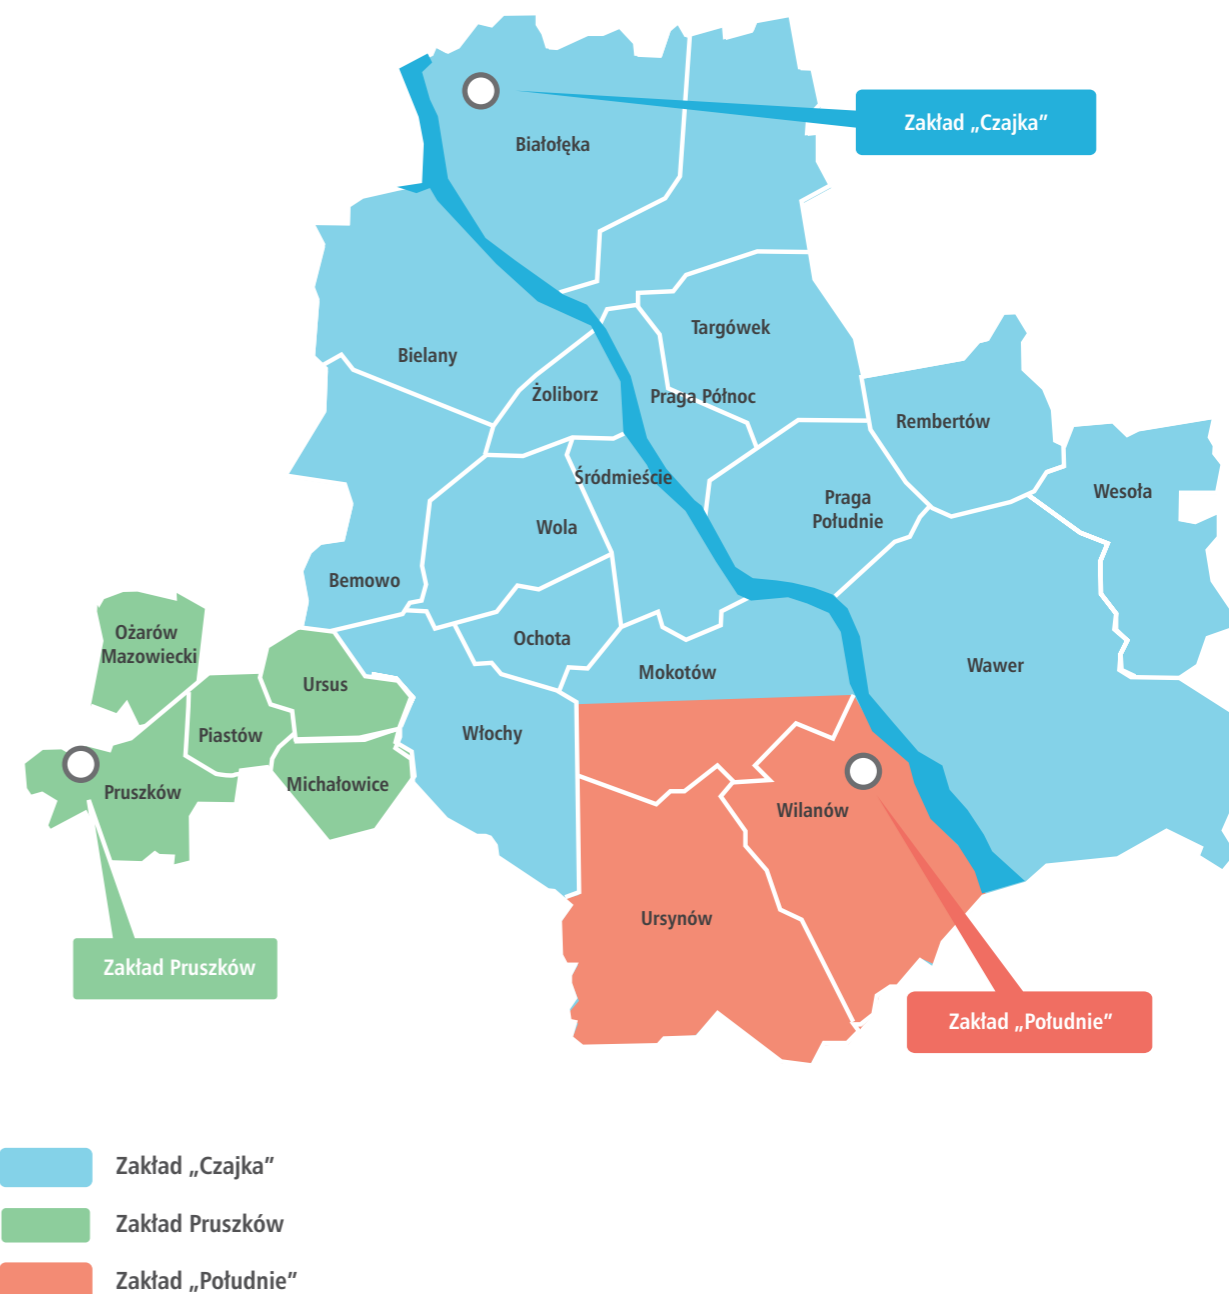 Zakład „Czajka”
Białołęka
Targówek
Bielany
Żoliborz
Praga Północ
Rembertów
Śródmieście
Wesoła
Praga
Południe
Wola
Bemowo
Ożarów
Mazowiecki
Ochota
Wawer
Mokotów
Ursus
Włochy
Piastów
Michałowice
Pruszków
Wilanów
Ursynów
Zakład Pruszków
Zakład „Południe”
Zakład „Czajka”
Zakład Pruszków
Zakład „Południe”